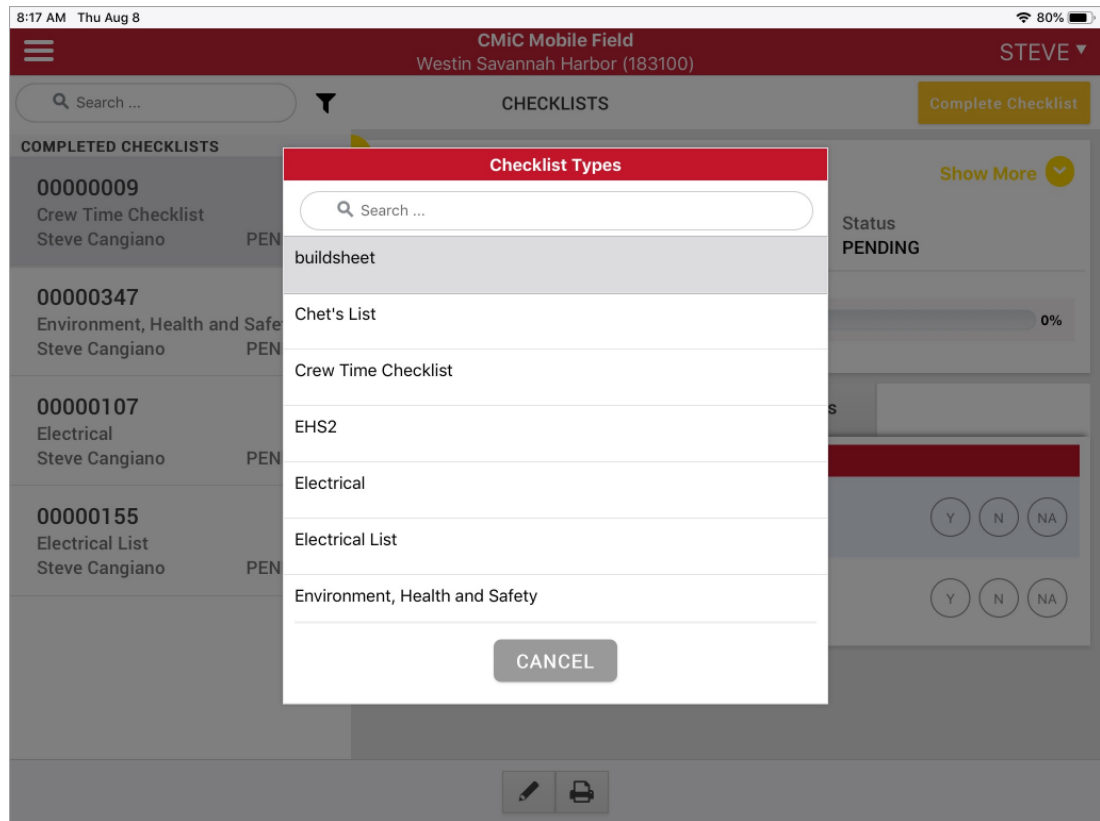 8:17 AM Thu Aug 8
80%
CMiC Mobile Field
Westin Savannah Harbor (183100)
STEVE
Search ...
CHECKLISTS
Complete Checklist
COMPLETED CHECKLISTS
00000009
Crew Time Checklist
Steve Cangiano PEN
00000347
Environment, Health and Safe
Steve Cangiano PEN
00000107
Electrical
Steve Cangiano PEN
00000155
Electrical List
Steve Cangiano PEN
Checklist Types
Search ...
buildsheet
Chet's List
Crew Time Checklist
EHS2
Electrical
Electrical List
Environment, Health and Safety
CANCEL
Show More
Status
PENDING
0%
s
Y N NA
Y N NA